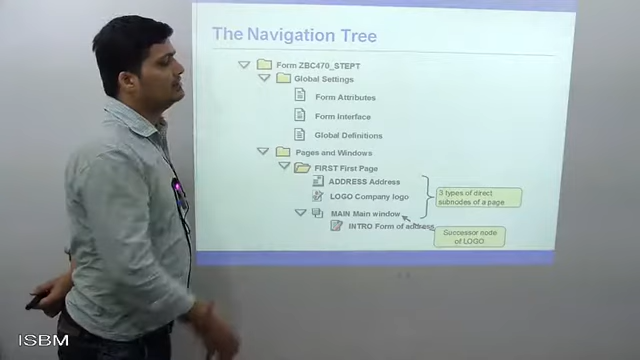 The Navigation Tree
Form ZBC470_STEPT
Global Settings
Form Attributes
Form Interface
Global Definitions
Pages and Windows
FIRST First Page
ADDRESS Address
LOGO Company logo
MAIN Main window
INTRO Form of address
3 types of direct
subnodes of a page
Successor node
of LOGO
ISBM